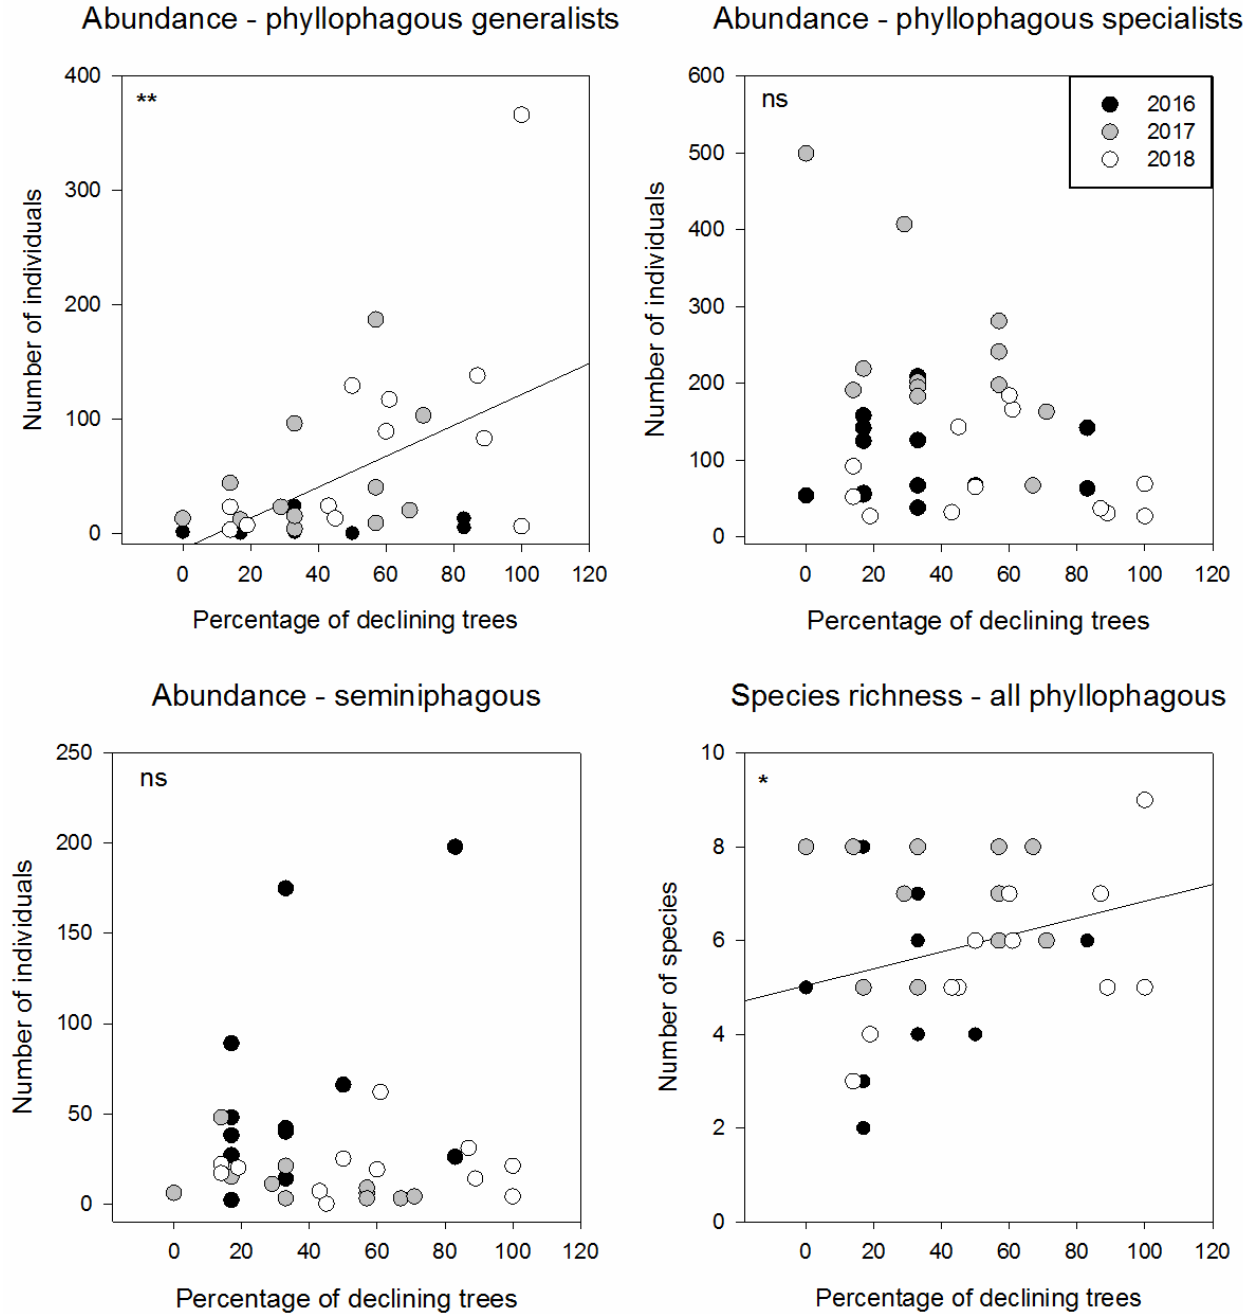 Abundance - phyllophagous generalists
400
300
200
100
0
**
Number of individuals
0 20 40 60 80 100 120
Percentage of declining trees
Abundance - phyllophagous specialists
600
500
400
300
200
100
0
ns
2016
2017
2018
Number of individuals
0 20 40 60 80 100 120
Percentage of declining trees
Abundance - seminiphagous
250
200
150
100
50
0
ns
Number of individuals
0 20 40 60 80 100 120
Percentage of declining trees
Species richness - all phyllophagous
10
8
6
4
2
0
*
Number of species
0 20 40 60 80 100 120
Percentage of declining trees